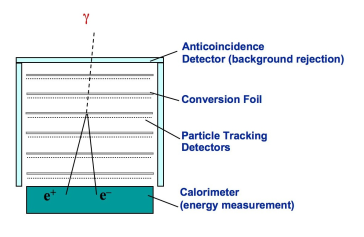 γ
Anticoincidence
Detector (background rejection)
Conversion Foil
Particle Tracking
Detectors
e⁺ e⁻
Calorimeter
(energy measurement)